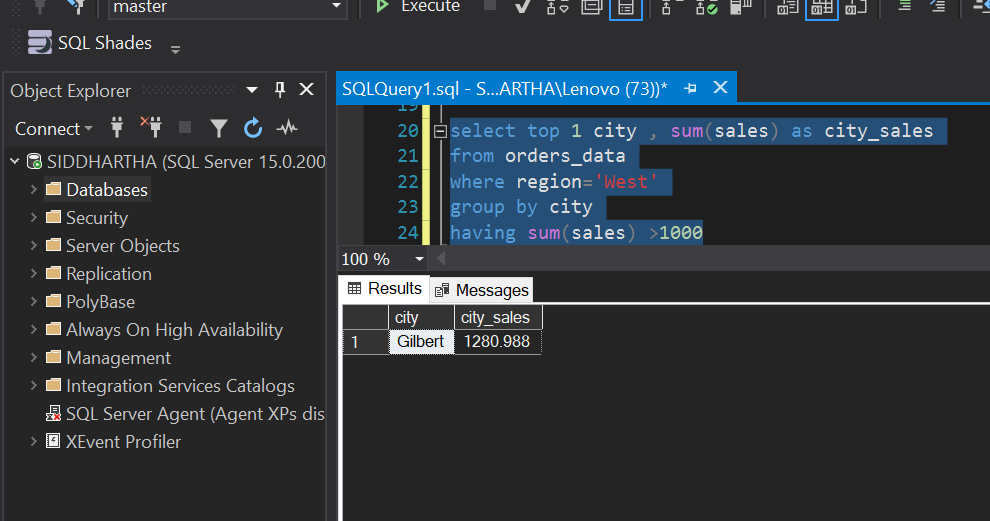 master
Execute
SQL Shades
Object Explorer
Connect
SIDDHARTHA (SQL Server 15.0.200
Databases
Security
Server Objects
Replication
PolyBase
Always On High Availability
Management
Integration Services Catalogs
SQL Server Agent (Agent XPs dis
XEvent Profiler
SQLQuery1.sql - S...ARTHA\Lenovo (73))*
19
20 select top 1 city , sum(sales) as city_sales
21 from orders_data
22 where region='West'
23 group by city
24 having sum(sales) >1000
100 %
Results Messages
city city_sales
1 Gilbert 1280.988